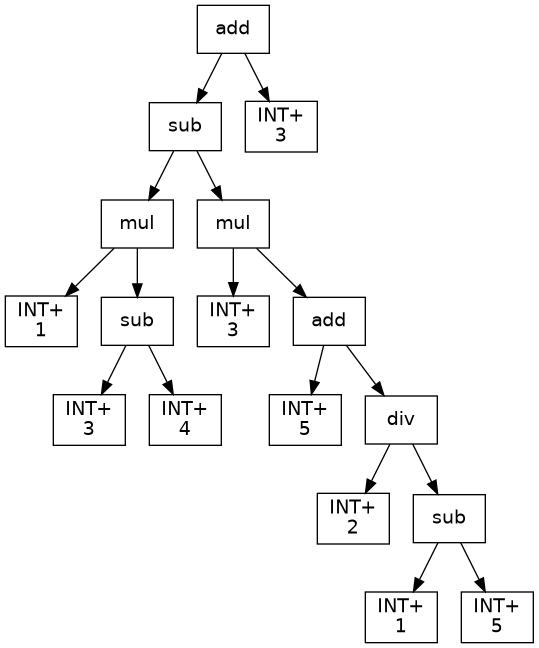 add
sub
INT+
3
mul
mul
INT+
1
sub
INT+
3
add
INT+
3
INT+
4
INT+
5
div
INT+
2
sub
INT+
1
INT+
5